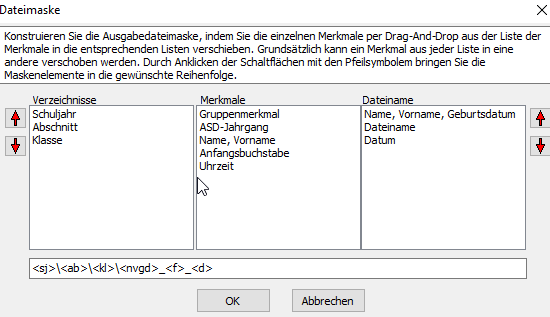 Dateimaske
Konstruieren Sie die Ausgabedateimaske, indem Sie die einzelnen Merkmale per Drag-And-Drop aus der Liste der
Merkmale in die entsprechenden Listen verschieben. Grundsätzlich kann ein Merkmal aus jeder Liste in eine
andere verschoben werden. Durch Anklicken der Schaltflächen mit den Pfeilsymbolem bringen Sie die
Maskenelemente in die gewünschte Reihenfolge.
Verzeichnisse
Schuljahr
Abschnitt
Klasse
Merkmale
Gruppenmerkmal
ASD-Jahrgang
Name, Vorname
Anfangsbuchstabe
Uhrzeit
Dateiname
Name, Vorname, Geburtsdatum
Dateiname
Datum
<sj>\<ab>\<kl>\<nvgd>_<f>_<d>
OK
Abbrechen